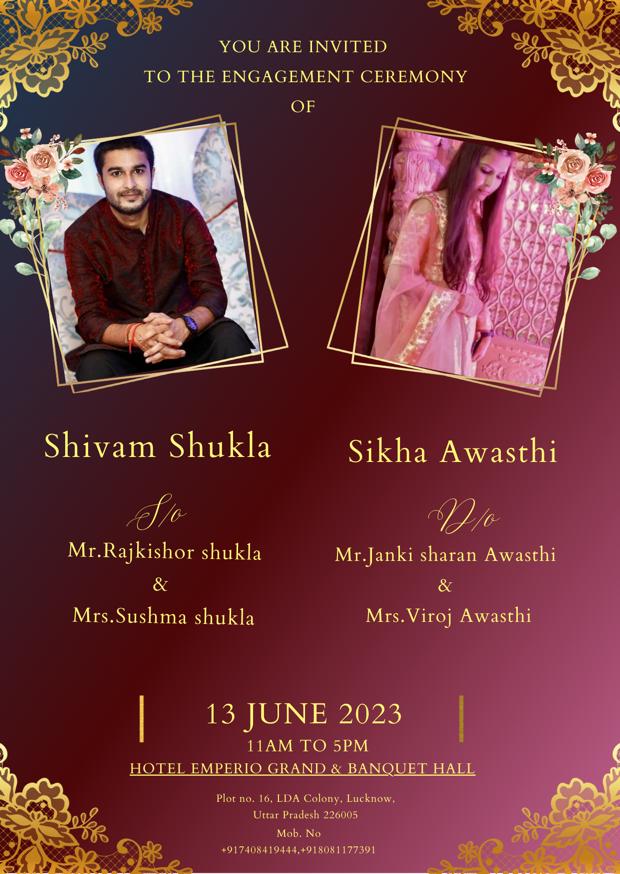 YOU ARE INVITED
TO THE ENGAGEMENT CEREMONY
OF
Shivam Shukla
S/o
Mr.Rajkishor shukla
&
Mrs.Sushma shukla
Sikha Awasthi
D/o
Mr.Janki sharan Awasthi
&
Mrs.Viroj Awasthi
13 JUNE 2023
11AM TO 5PM
HOTEL EMPERIO GRAND & BANQUET HALL
Plot no. 16, LDA Colony, Lucknow,
Uttar Pradesh 226005
Mob. No
+917408419444,+918081177391